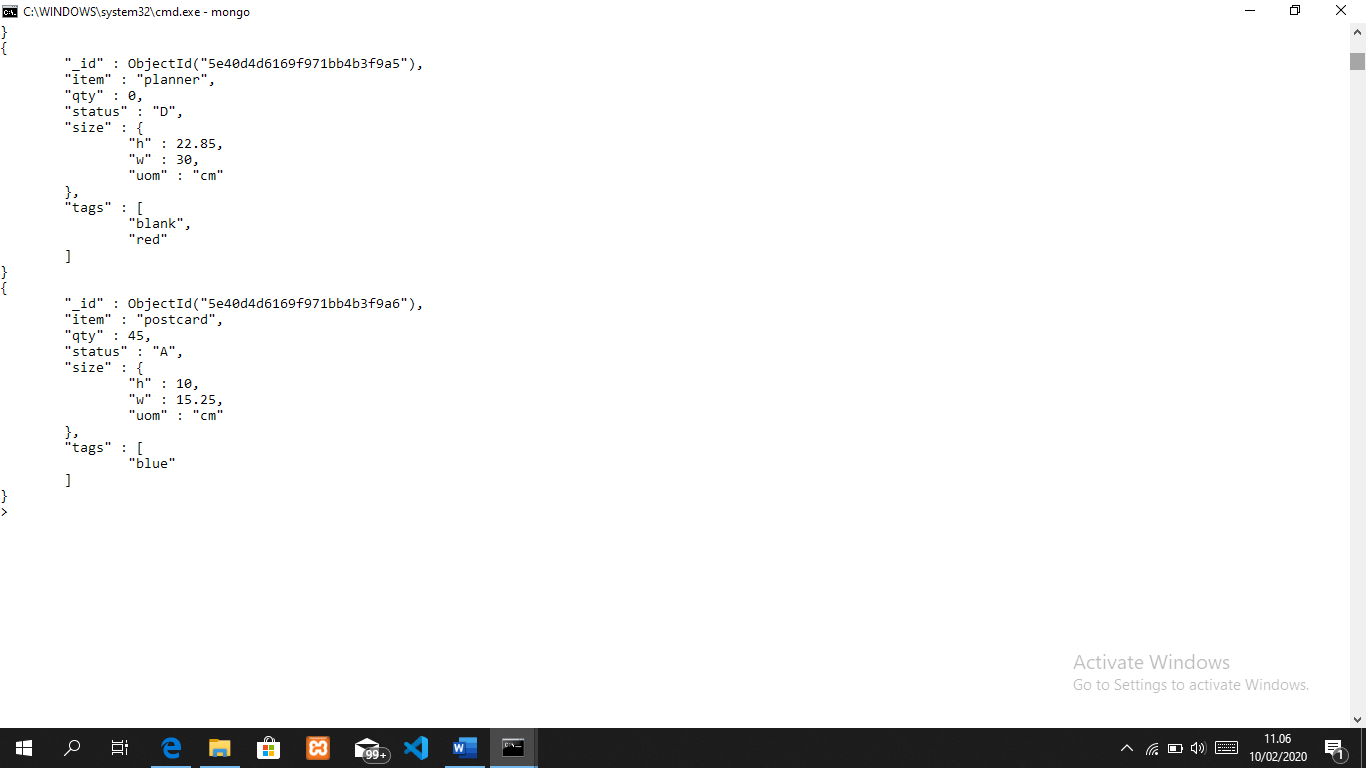 C:\WINDOWS\system32\cmd.exe - mongo
}
{
        "_id" : ObjectId("5e40d4d6169f971bb4b3f9a5"),
        "item" : "planner",
        "qty" : 0,
        "status" : "D",
        "size" : {
                "h" : 22.85,
                "w" : 30,
                "uom" : "cm"
        },
        "tags" : [
                "blank",
                "red"
        ]
}
{
        "_id" : ObjectId("5e40d4d6169f971bb4b3f9a6"),
        "item" : "postcard",
        "qty" : 45,
        "status" : "A",
        "size" : {
                "h" : 10,
                "w" : 15.25,
                "uom" : "cm"
        },
        "tags" : [
                "blue"
        ]
}
>
Activate Windows
Go to Settings to activate Windows.
99+
11.06
10/02/2020
1